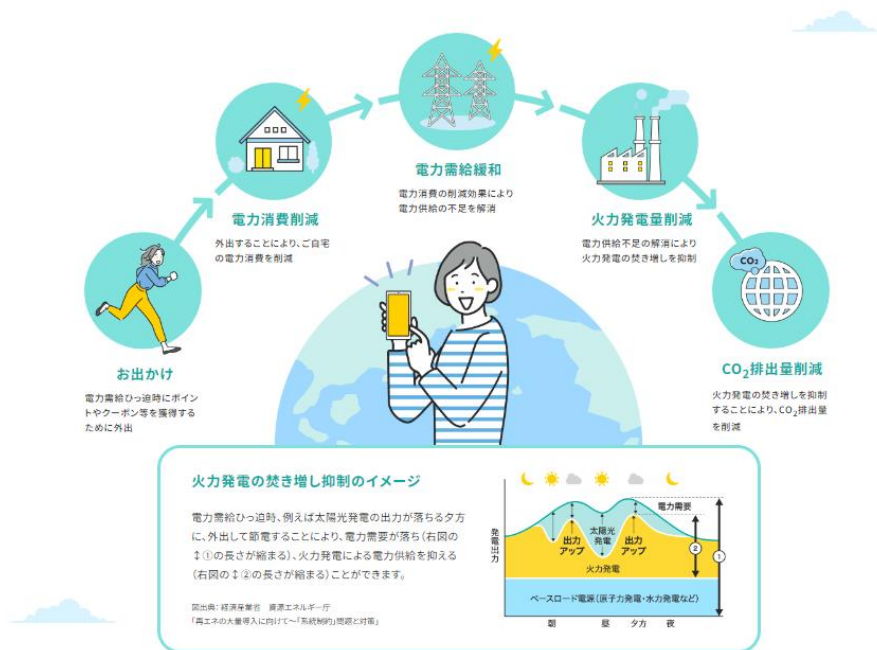 電力需給緩和
電力消費の削減効果により
電力供給の不足を解消
電力消費削減
外出することにより、ご自宅
の電力消費を削減
火力発電量削減
電力供給不足の解消により
火力発電の焚き増しを抑制
お出かけ
電力需給ひっ迫時にポイン
トやクーポン等を獲得する
ために外出
CO₂
CO₂排出量削減
火力発電の焚き増しを抑制
することにより、CO₂排出量
を削減
火力発電の焚き増し抑制のイメージ
電力需給ひっ迫時、例えば太陽光発電の出力が落ちる夕方
に、外出して節電することにより、電力需要が落ち(右図の
↕①の長さが縮まる)、火力発電による電力供給を抑える
(右図の↕②の長さが縮まる)ことができます。
図出典:経済産業省 資源エネルギー庁
「再エネの大量導入に向けて～「系統制約」問題と対策」
発電出力
電力需要
太陽光
発電
出力
アップ
出力
アップ
②
①
火力発電
ベースロード電源(原子力発電・水力発電など)
朝
昼
夕方
夜